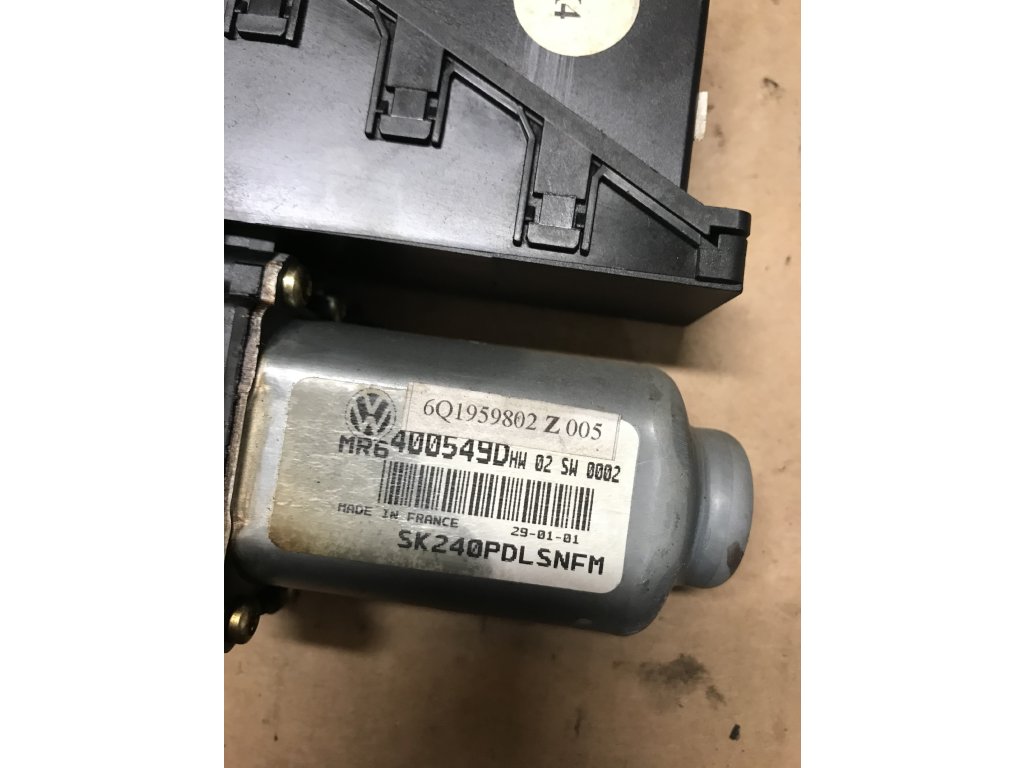 6Q1959802 Z 005
MR6400549D HW 02 SW 0002
MADE IN FRANCE 29-01-01
SK240PDLSNFM